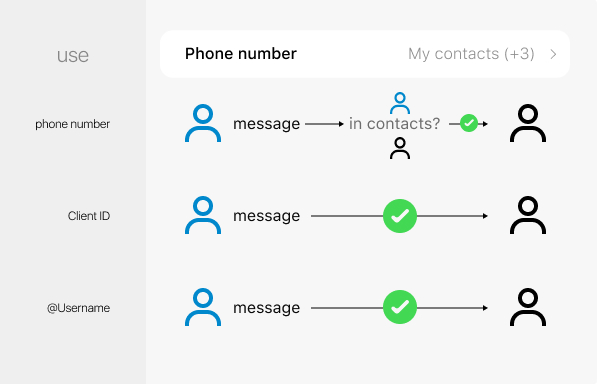 use
Phone number My contacts (+3)
phone number message in contacts?
Client ID message
@Username message